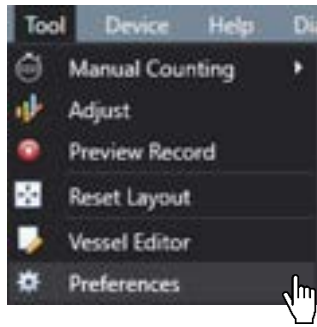 Tool Device Help
Manual Counting
Adjust
Preview Record
Reset Layout
Vessel Editor
Preferences